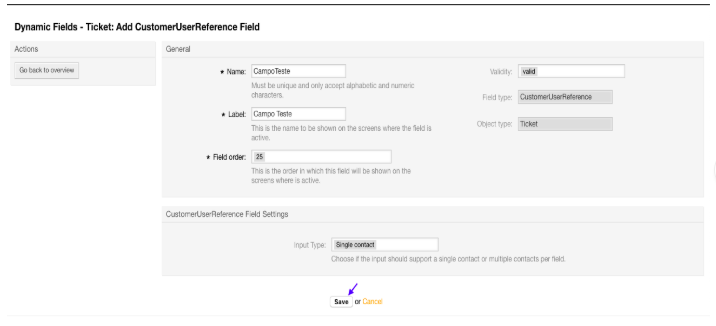 Dynamic Fields - Ticket: Add CustomerUserReference Field
Actions
Go back to overview
General
★ Name: CampoTeste
Must be unique and only accept alphabetic and numeric
characters.
★ Label: Campo Teste
This is the name to be shown on the screens where the field is
active.
★ Field order: 25
This is the order in which this field will be shown on the
screens where is active.
Validity: valid
Field type: CustomerUserReference
Object type: Ticket
CustomerUserReference Field Settings
Input Type: Single contact
Choose if the input should support a single contact or multiple contacts per field.
Save or Cancel